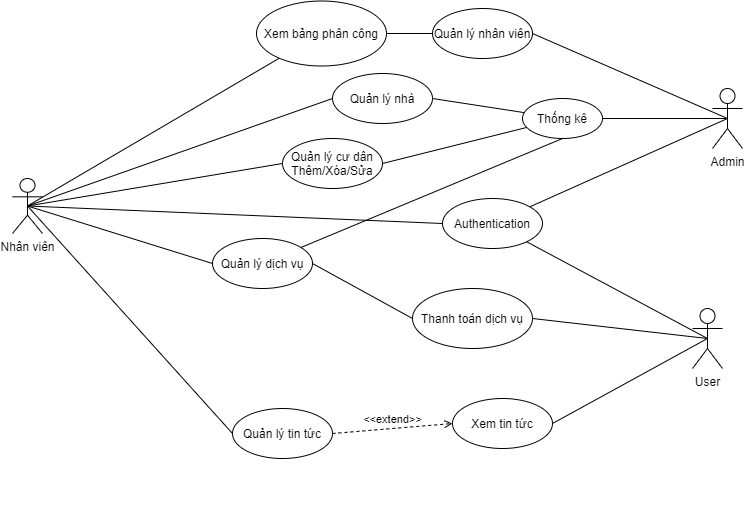 Xem bảng phân công
Quản lý nhân viên
Quản lý nhà
Thống kê
Admin
Quản lý cư dân
Thêm/Xóa/Sửa
Nhân viên
Authentication
Quản lý dịch vụ
Thanh toán dịch vụ
User
<<extend>>
Quản lý tin tức
Xem tin tức